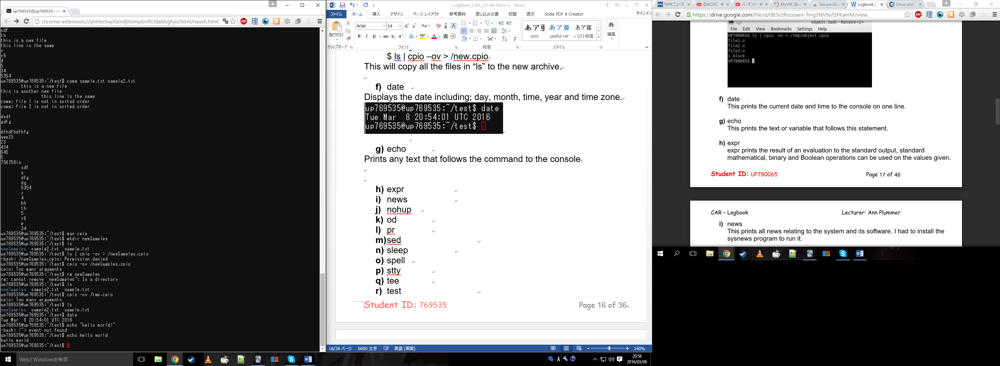 up769535@up769535: ~/t
chrome-extension://pnhechapfaindjhompbnflcldabbghjo/html/nassh.html
sdf
th
this is a new file
this line is the same
y
y6
4
5
34
5354
up769535@up769535:~/test$ comm sample.txt sample2.txt
this is a new file
this is another new file
this line is the same
comm: file 1 is not in sorted order
comm: file 2 is not in sorted order
dsdf
gdfg
dfhdfhdfhfg
qwe23
23
434
645
5
756756ls
sdf
s
dfg
dg
5354
y
4
bh
th
5
y6
e
34
up769535@up769535:~/test$ man cpio
up769535@up769535:~/test$ mkdir newSamples
up769535@up769535:~/test$ ls
newSamples sample2.txt sample.txt
up769535@up769535:~/test$ ls | cpio -ov > /newSamples.cpio
-bash: /newSamples.cpio: Permission denied
up769535@up769535:~/test$ cpio -ov /newSamples.cpio
cpio: Too many arguments
up769535@up769535:~/test$ rm newSamples
rm: cannot remove `newSamples': Is a directory
up769535@up769535:~/test$ ls
newSamples sample2.txt sample.txt
up769535@up769535:~/test$ cpio -ov /tmp.cpio
cpio: Too many arguments
up769535@up769535:~/test$ ls
newSamples sample2.txt sample.txt
up769535@up769535:~/test$ date
Tue Mar 8 20:54:01 UTC 2016
up769535@up769535:~/test$ echo "hello world!"
-bash: !": event not found
up769535@up769535:~/test$ echo hello world
hello world
up769535@up769535:~/test$
WebとWindowsを検索
Logbook_CAR_15-16-Term-2 - Word
ファイル ホーム 挿入 デザイン ページ レイアウト 参考資料 差し込み文書 校閲 表示 Soda PDF 8 Creator サインイン
貼り付け
Arial 14
B I U abc x₂ x²
あア亜 あア亜 あア亜
unix useful-rel リスト段落
編集
クリップボード フォント 段落 スタイル
$ ls | cpio –ov > /new.cpio
This will copy all the files in “ls” to the new archive.
f) date
Displays the date including; day, month, time, year and time zone.
up769535@up769535:~/test$ date
Tue Mar 8 20:54:01 UTC 2016
up769535@up769535:~/test$
g) echo
Prints any text that follows the command to the console
h) expr
i) news
j) nohup
k) od
l) pr
m) sed
n) sleep
o) spell
p) stty
q) tee
r) test
Student ID: 769535 Page 16 of 36
16/36 ページ 6600 文字 英語 (英国) 140%
20:56
2016/03/08
NHKニュース 【MICHI】 バーテンダ MyVM (Bet Secure She Logbook_C Linux and
https://drive.google.com/file/d/0B3vzRnzoaex-Tmg3NV9aTzFKamM/view
objects : bash – Konsole <2>
File Edit View Bookmarks Settings Help
UP780065$ ls | cpio -ov > /tmp/object.cpio
file1.o
file2.o
file3.o
1 block
UP780065$
f) date
This prints the current date and time to the console on one line.
g) echo
This prints the text or variable that follows this statement.
h) expr
expr prints the result of an evaluation to the standard output, standard
mathematical, binary and Boolean operations can be used on the values given.
Student ID: UP780065 Page 17 of 46
CAR – Logbook Lecturer: Ann Plummer
i) news
This prints all news relating to the system and its software. I had to install the
sysnews program to run it.